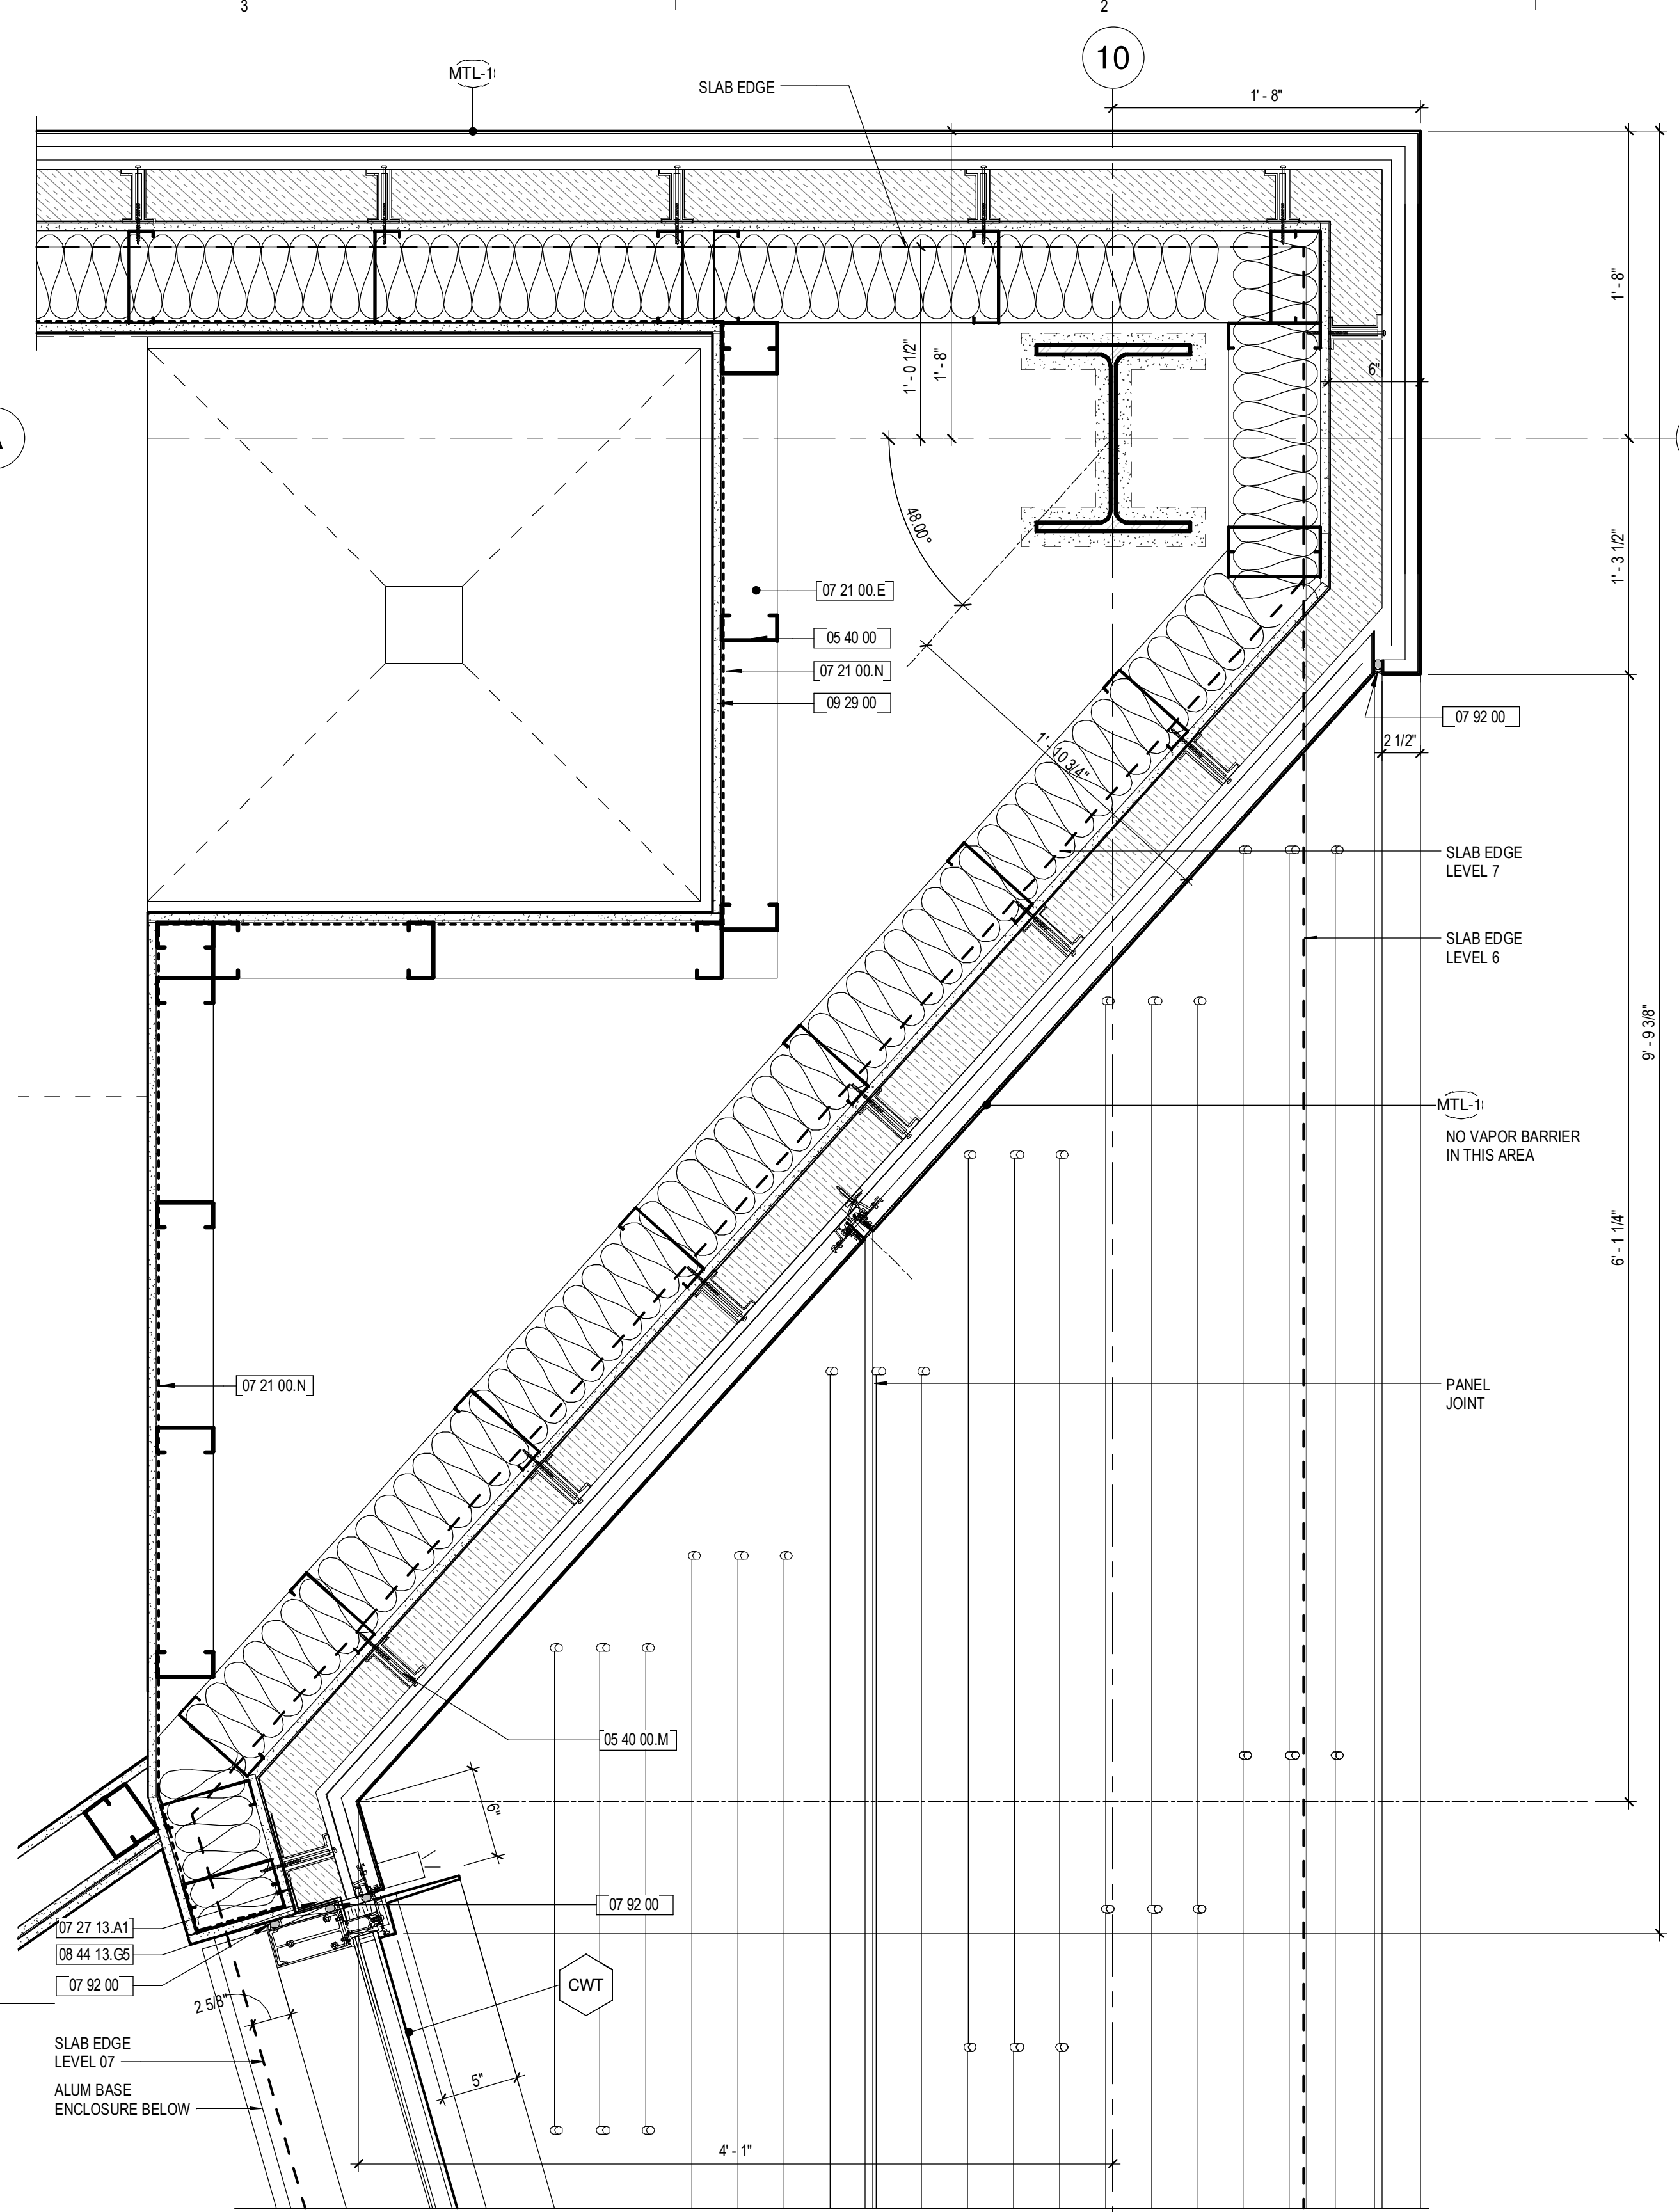 3
2
10
MTL-1
SLAB EDGE
1' - 8"
1' - 8"
1' - 0 1/2"
1' - 8"
6"
48.00°
1' - 3 1/2"
07 21 00.E
05 40 00
07 21 00.N
09 29 00
07 92 00
2 1/2"
1' - 10 3/4"
SLAB EDGE
LEVEL 7
SLAB EDGE
LEVEL 6
9' - 9 3/8"
MTL-1
NO VAPOR BARRIER
IN THIS AREA
6' - 1 1/4"
07 21 00.N
PANEL
JOINT
05 40 00.M
6"
07 92 00
07 27 13.A1
08 44 13.G5
07 92 00
CWT
2 5/8"
SLAB EDGE
LEVEL 07
ALUM BASE
ENCLOSURE BELOW
5"
4' - 1"